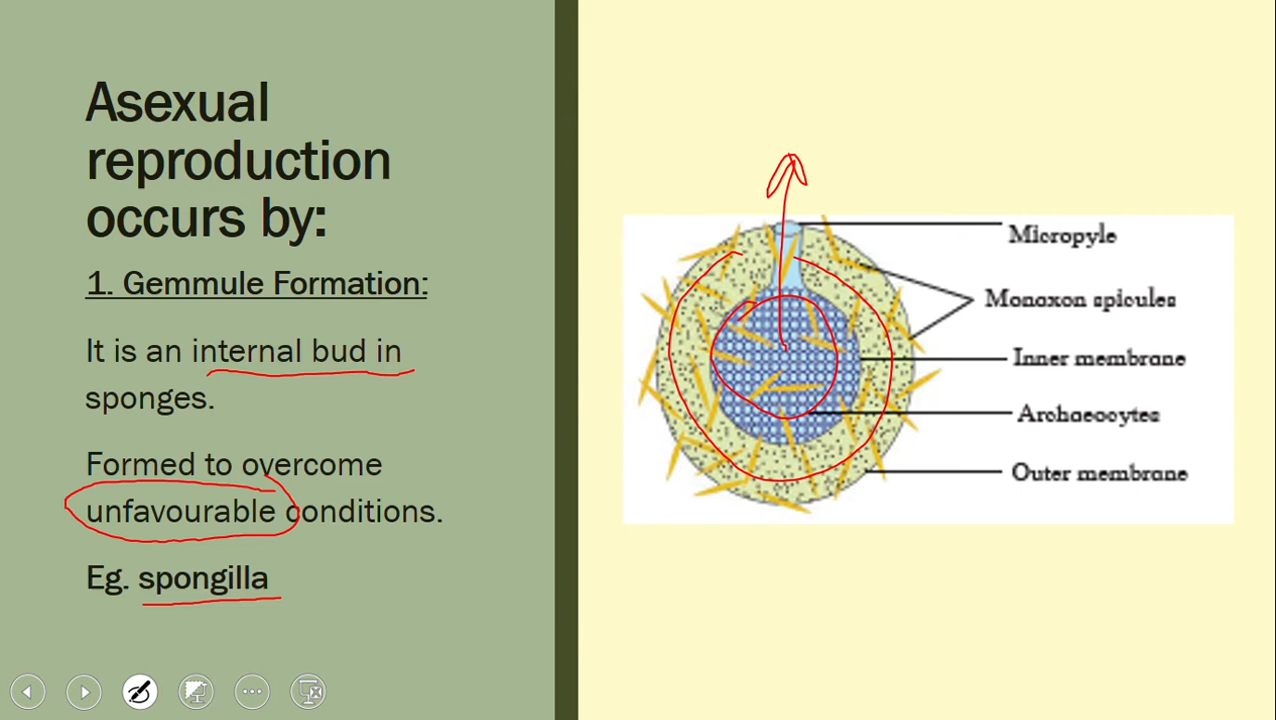 Asexual
reproduction
occurs by:
1. Gemmule Formation:
It is an internal bud in
sponges.
Formed to overcome
unfavourable conditions.
Eg. spongilla
Micropyle
Monaxon spicules
Inner membrane
Archaeocytes
Outer membrane